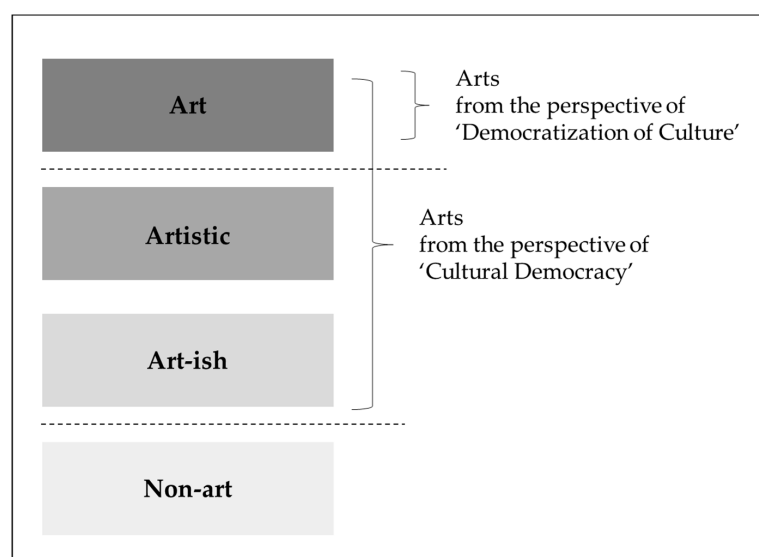 Art
Arts
from the perspective of
‘Democratization of Culture’
Artistic
Arts
from the perspective of
‘Cultural Democracy’
Art-ish
Non-art